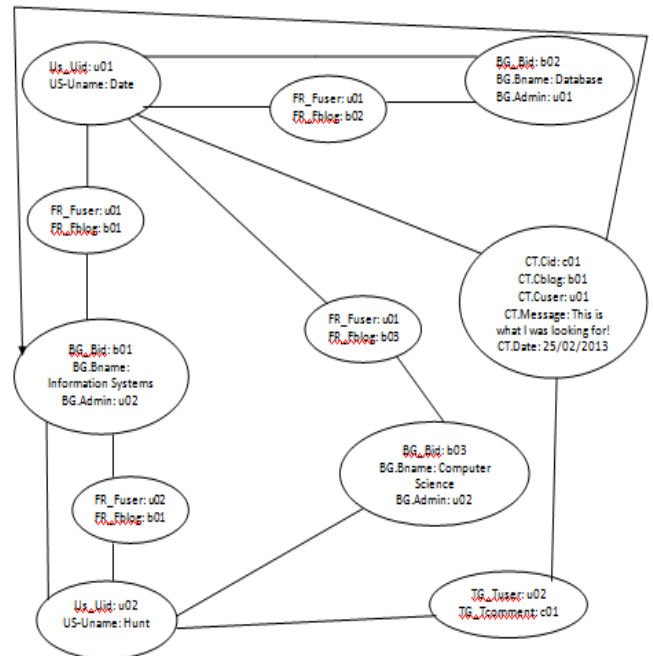 Us_Uid: u01
US-Uname: Date
BG_Bid: b02
BG.Bname: Database
BG.Admin: u01
FR_Fuser: u01
FR_Fblog: b02
FR_Fuser: u01
FR_Fblog: b01
CT.Cid: c01
CT.Cblog: b01
CT.Cuser: u01
CT.Message: This is
what I was looking for!
CT.Date: 25/02/2013
FR_Fuser: u01
FR_Fblog: b03
BG_Bid: b01
BG.Bname:
Information Systems
BG.Admin: u02
BG_Bid: b03
BG.Bname: Computer
Science
BG.Admin: u02
FR_Fuser: u02
FR_Fblog: b01
Us_Uid: u02
US-Uname: Hunt
TG_Tuser: u02
TG_Tcomment: c01